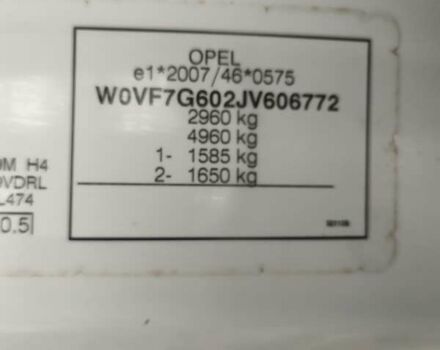 OPEL
e1*2007/46*0575
W0VF7G602JV606772
2960 kg
4960 kg
1- 1585 kg
2- 1650 kg
M H4
VDRL
L474
0.5